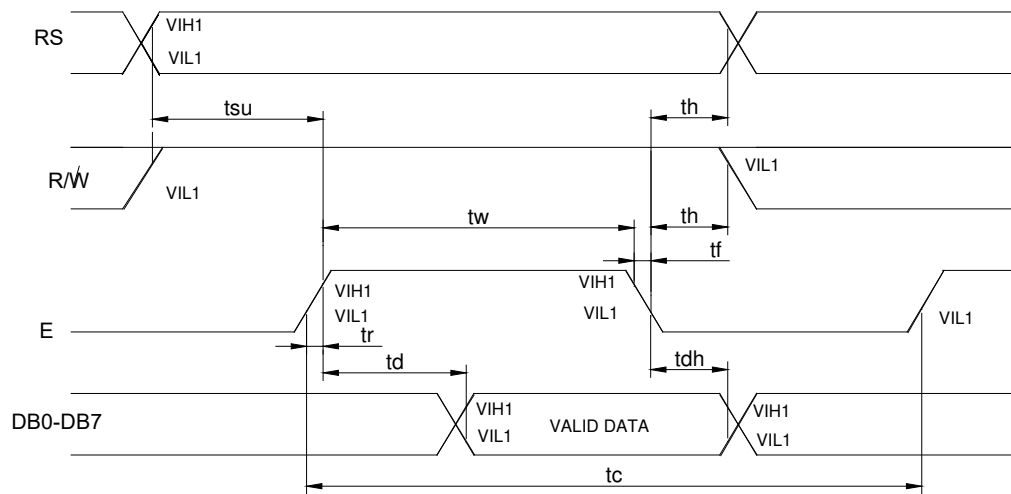 RS
VIH1
VIL1
tsu
th
R/W
VIL1
VIL1
tw
th
tf
E
VIH1
VIL1
VIH1
VIL1
VIL1
tr
td
tdh
DB0-DB7
VIH1
VIL1
VALID DATA
VIH1
VIL1
tc